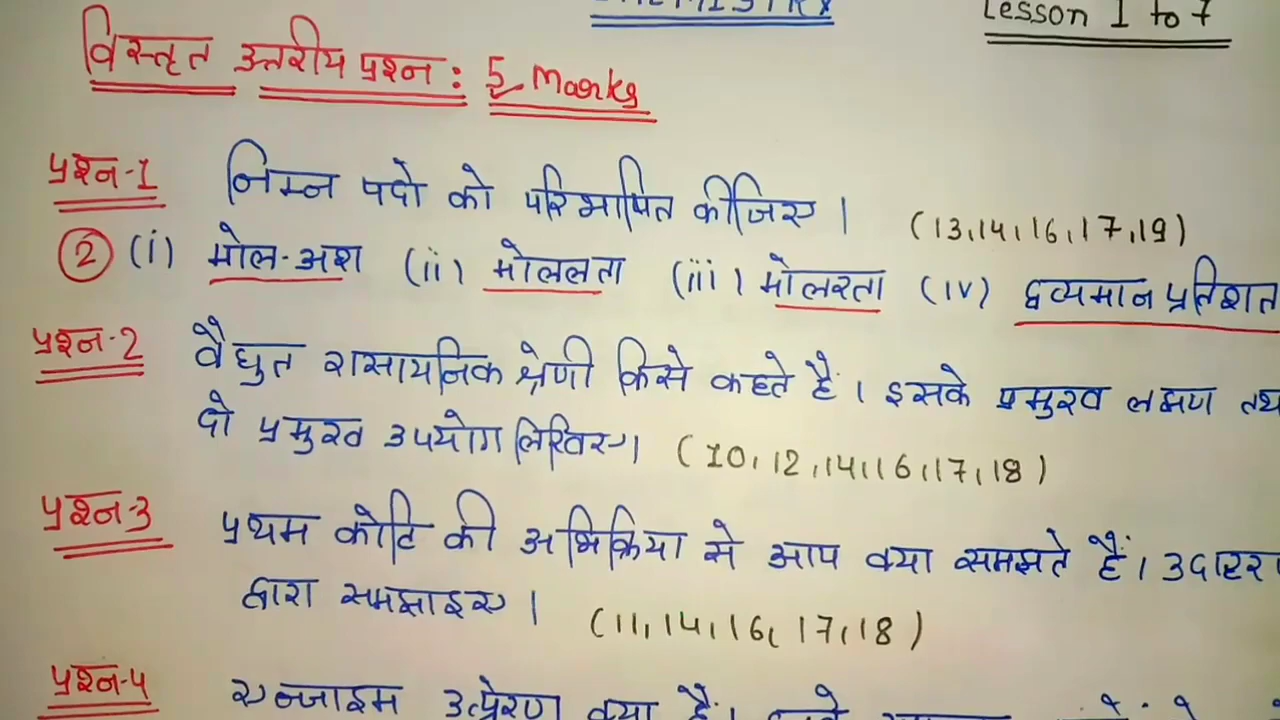 CHEMISTRY
Lesson 1 to 7
विस्तृत उत्तरीय प्रश्न: 5 Marks
प्रश्न-1 निम्न पदो को परिभाषित कीजिए। (13,14,16,17,19)
② (i) मोल-अंश (ii) मोललता (iii) मोलरता (iv) द्रव्यमान प्रतिशत
प्रश्न-2 वैद्युत रासायनिक श्रेणी किसे कहते हैं। इसके प्रमुख लक्षण
दो प्रमुख उपयोग लिखिए। (10,12,14,16,17,18)
प्रश्न-3 प्रथम कोटि की अभिक्रिया से आप क्या समझते हैं।
द्वारा समझाइए। (11,14,16,17,18)
प्रश्न-4 एन्जाइम उत्प्रेरण क्या है।